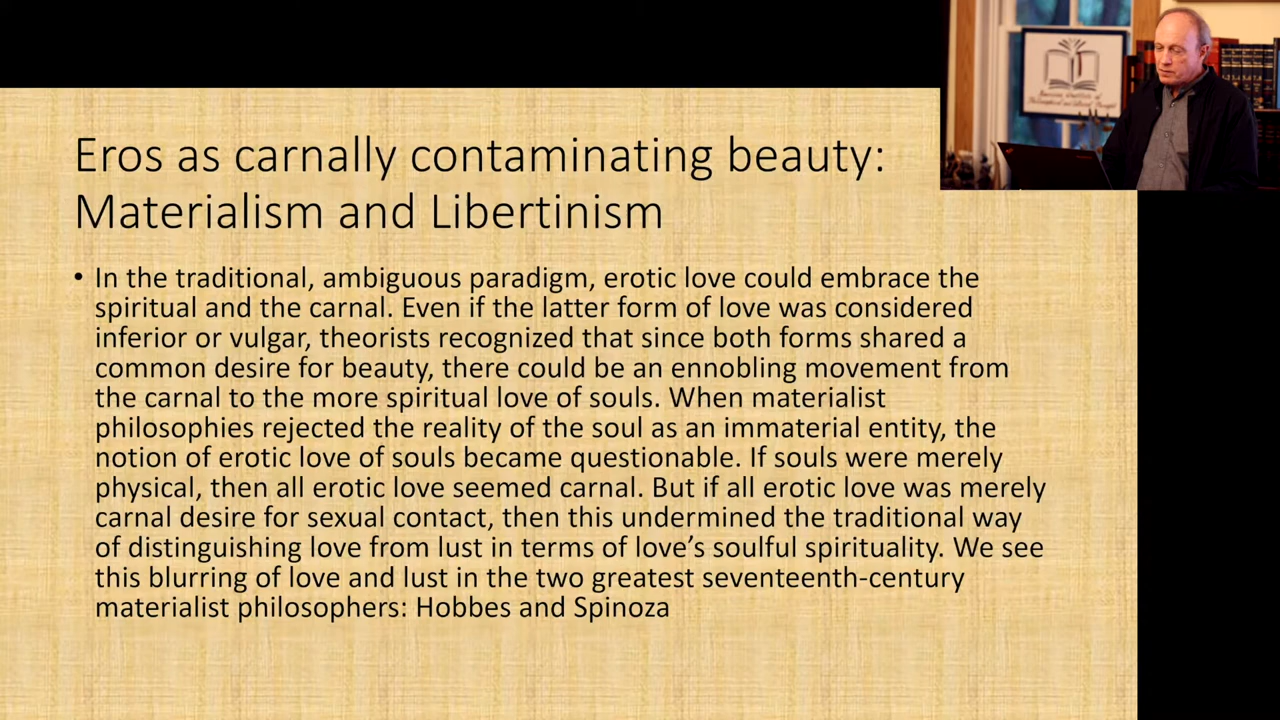 Eros as carnally contaminating beauty:
Materialism and Libertinism
• In the traditional, ambiguous paradigm, erotic love could embrace the
spiritual and the carnal. Even if the latter form of love was considered
inferior or vulgar, theorists recognized that since both forms shared a
common desire for beauty, there could be an ennobling movement from
the carnal to the more spiritual love of souls. When materialist
philosophies rejected the reality of the soul as an immaterial entity, the
notion of erotic love of souls became questionable. If souls were merely
physical, then all erotic love seemed carnal. But if all erotic love was merely
carnal desire for sexual contact, then this undermined the traditional way
of distinguishing love from lust in terms of love’s soulful spirituality. We see
this blurring of love and lust in the two greatest seventeenth-century
materialist philosophers: Hobbes and Spinoza